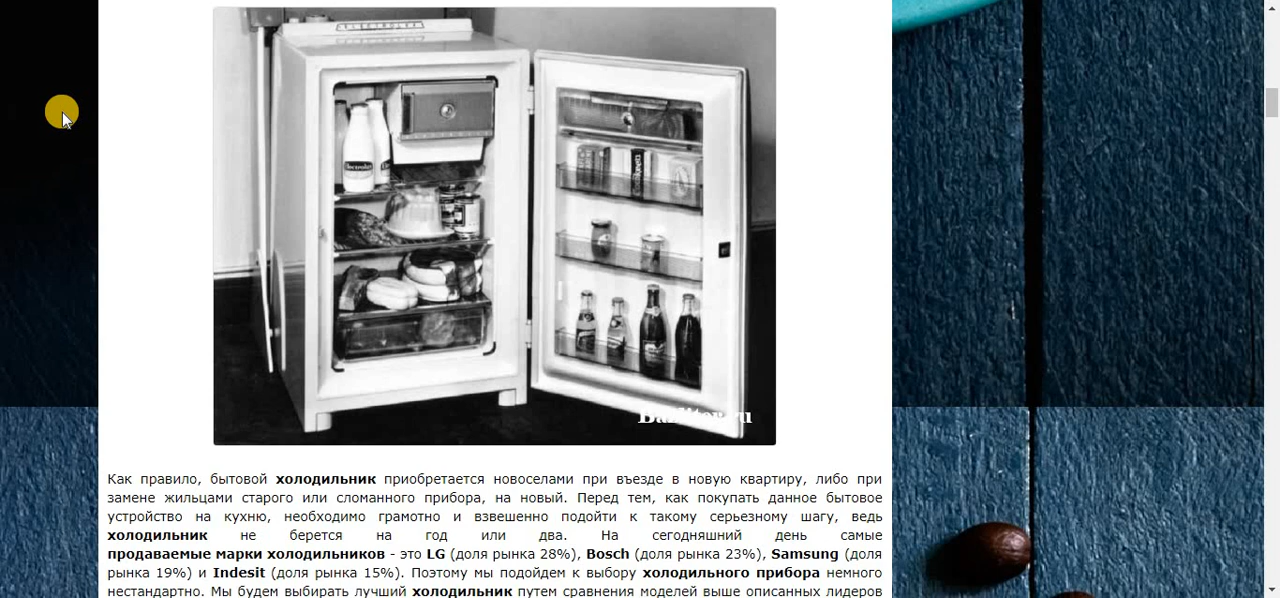 Как правило, бытовой холодильник приобретается новоселами при въезде в новую квартиру, либо при
замене жильцами старого или сломанного прибора, на новый. Перед тем, как покупать данное бытовое
устройство на кухню, необходимо грамотно и взвешенно подойти к такому серьезному шагу, ведь
холодильник не берется на год или два. На сегодняшний день самые
продаваемые марки холодильников - это LG (доля рынка 28%), Bosch (доля рынка 23%), Samsung (доля
рынка 19%) и Indesit (доля рынка 15%). Поэтому мы подойдем к выбору холодильного прибора немного
нестандартно. Мы будем выбирать лучший холодильник путем сравнения моделей выше описанных лидеров